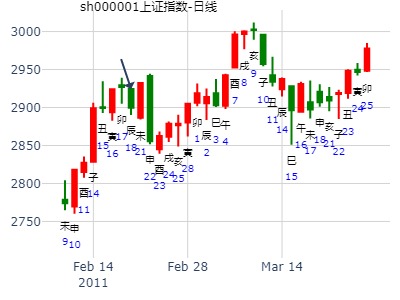 sh000001上证指数-日线
3000
2950
2900
2850
2800
2750
未
9
申
10
酉
11
子
14
丑
15
寅
16
卯
17
辰
18
未
21
申
22
酉
23
戌
24
亥
25
寅
28
卯
1
辰
2
巳
3
午
4
酉
7
戌
8
亥
9
子
10
丑
11
辰
14
巳
15
午
16
未
17
申
18
亥
21
子
22
丑
23
寅
24
卯
25
Feb 14
2011
Feb 28
Mar 14